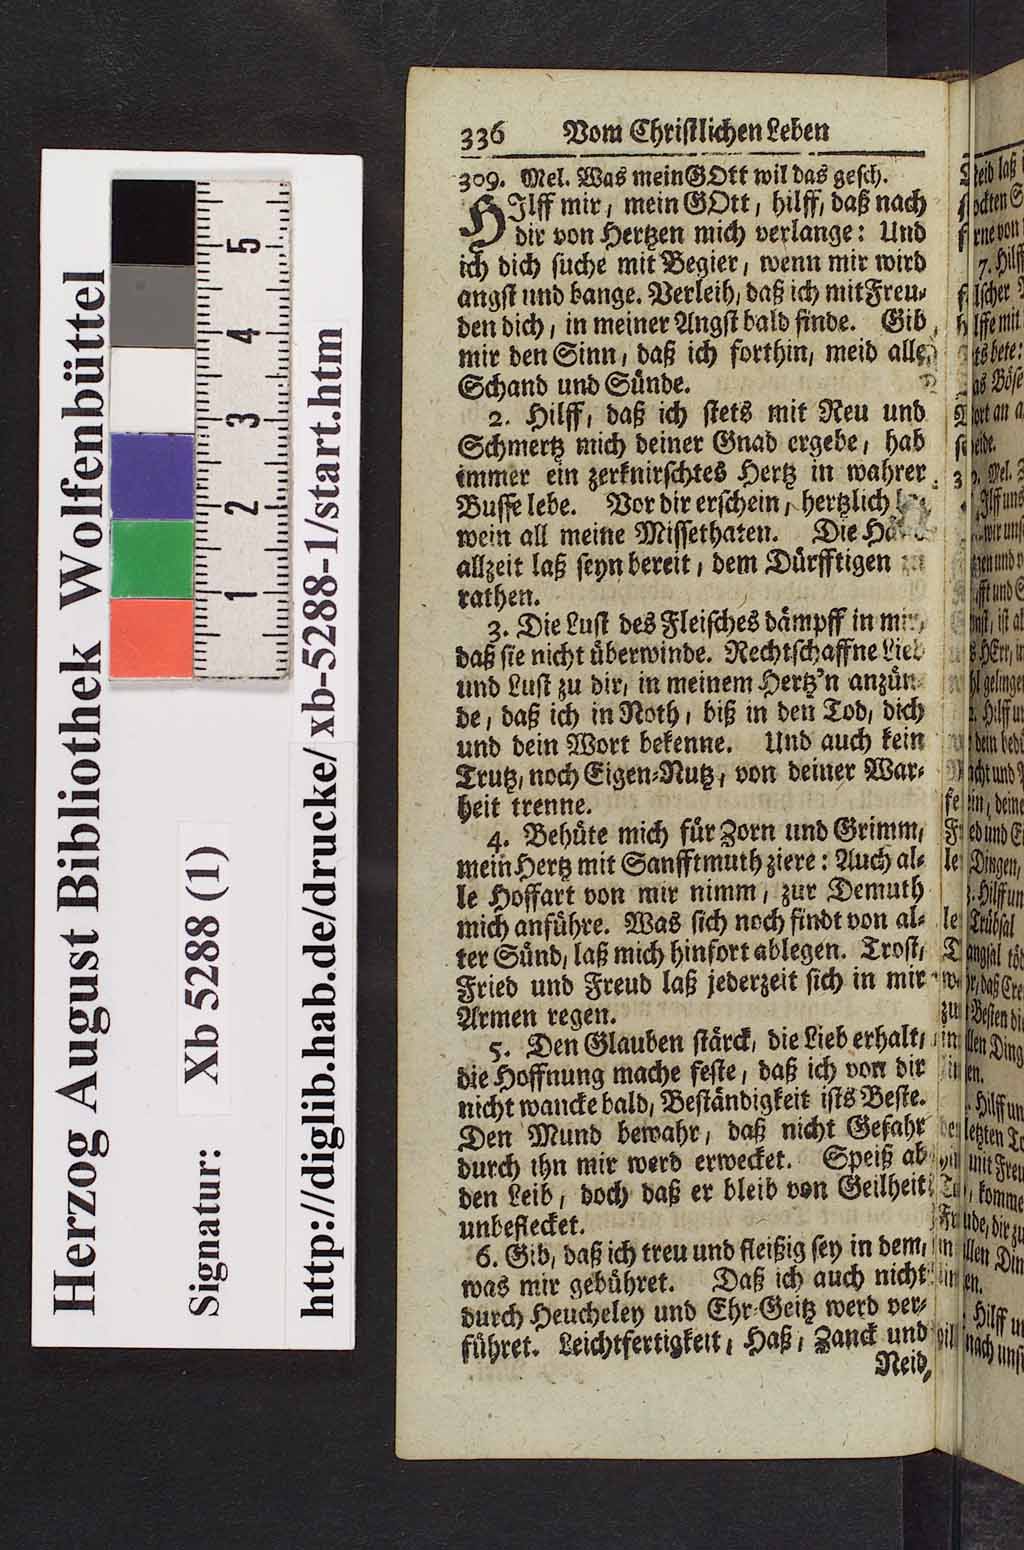 Herzog August Bibliothek Wolfenbüttel
Signatur: Xb 5288 (1)
http://diglib.hab.de/drucke/ xb-5288-1/start.htm
5
4
3
2
1
336 Vom Christlichen Leben
309. Mel. Was mein GOtt wil das gesch.
HIlff mir, mein GOtt, hilff, daß nach
dir von Hertzen mich verlange: Und
ich dich suche mit Begier, wenn mir wird
angst und bange. Verleih, daß ich mit Freu-
den dich, in meiner Angst bald finde. Gib
mir den Sinn, daß ich forthin, meid alle
Schand und Sünde.
2. Hilff, daß ich stets mit Reu und
Schmertz mich deiner Gnad ergebe, hab
immer ein zerknirschtes Hertz in wahrer
Busse lebe. Vor dir erschein, hertzlich
wein all meine Missethaten. Die
allzeit laß seyn bereit, dem Dürfftigen
rathen.
3. Die Lust des Fleisches dämpff in mir,
daß sie nicht überwinde. Rechtschaffne Lieb
und Lust zu dir, in meinem Hertz'n anzün-
de, daß ich in Noth, biß in den Tod, dich
und dein Wort bekenne. Und auch kein
Trutz, noch Eigen-Nutz, von deiner War-
heit trenne.
4. Behüte mich für Zorn und Grimm,
mein Hertz mit Sanfftmuth ziere: Auch al-
le Hoffart von mir nimm, zur Demuth
mich anführe. Was sich noch findt von al-
ter Sünd, laß mich hinfort ablegen. Trost,
Fried und Freud laß jederzeit sich in mir
Armen regen.
5. Den Glauben stärck, die Lieb erhalt,
die Hoffnung mache feste, daß ich von dir
nicht wancke bald, Beständigkeit ists Beste.
Den Mund bewahr, daß nicht Gefahr
durch ihn mir werd erwecket. Speiß ab
den Leib, doch daß er bleib von Geilheit
unbeflecket.
6. Gib, daß ich treu und fleißig sey in dem,
was mir gebühret. Daß ich auch nicht
durch Heucheley und Ehr-Geitz werd ver-
führet. Leichtfertigkeit, Haß, Zanck und
Neid,